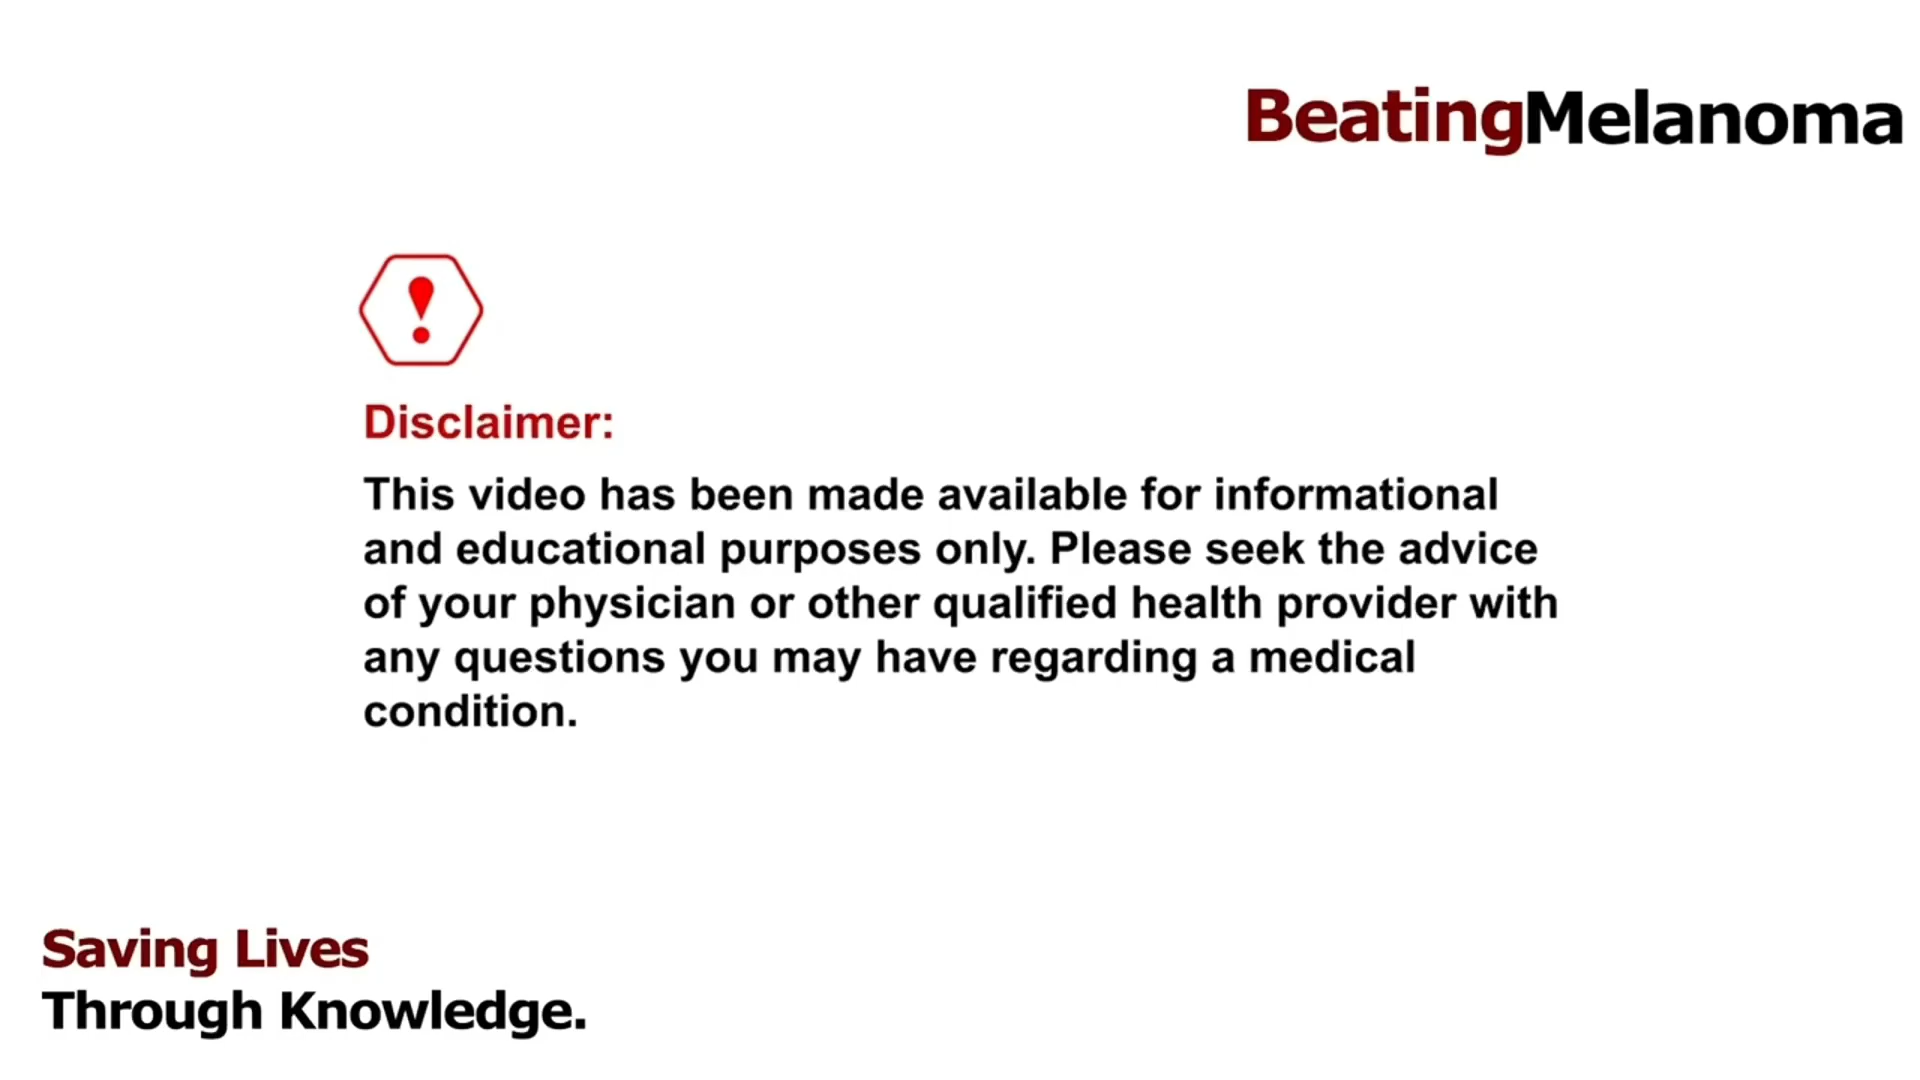 BeatingMelanoma
Disclaimer:
This video has been made available for informational
and educational purposes only. Please seek the advice
of your physician or other qualified health provider with
any questions you may have regarding a medical
condition.
Saving Lives
Through Knowledge.